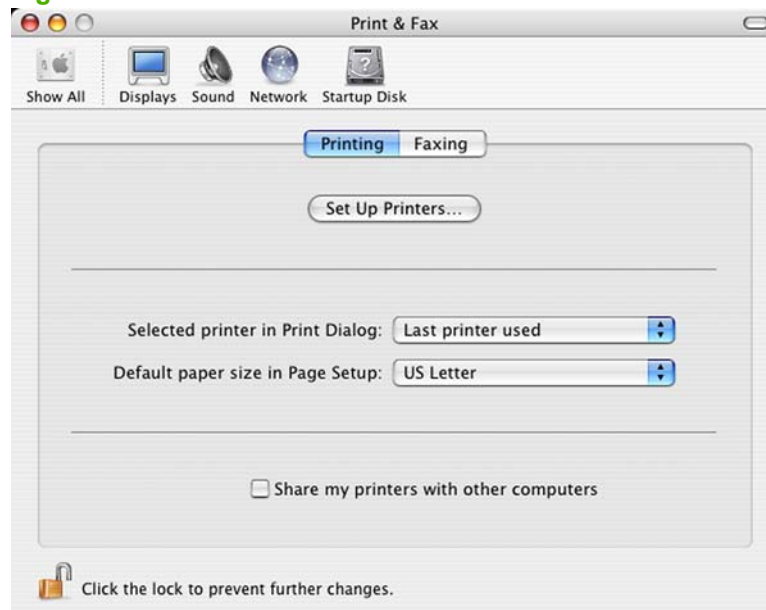 Print & Fax
Show All Displays Sound Network Startup Disk
Printing Faxing
Set Up Printers...
Selected printer in Print Dialog: Last printer used
Default paper size in Page Setup: US Letter
Share my printers with other computers
Click the lock to prevent further changes.